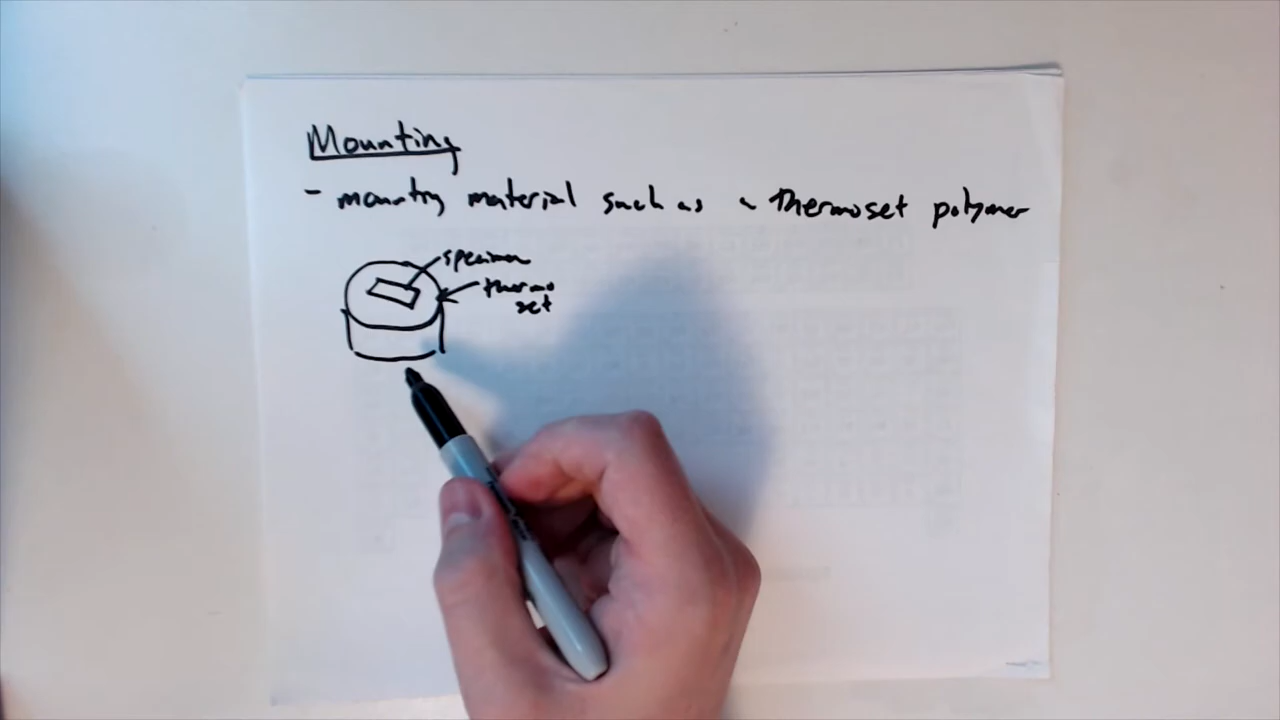 Mounting
- mounting material such as a thermoset polymer
specimen
thermo
set